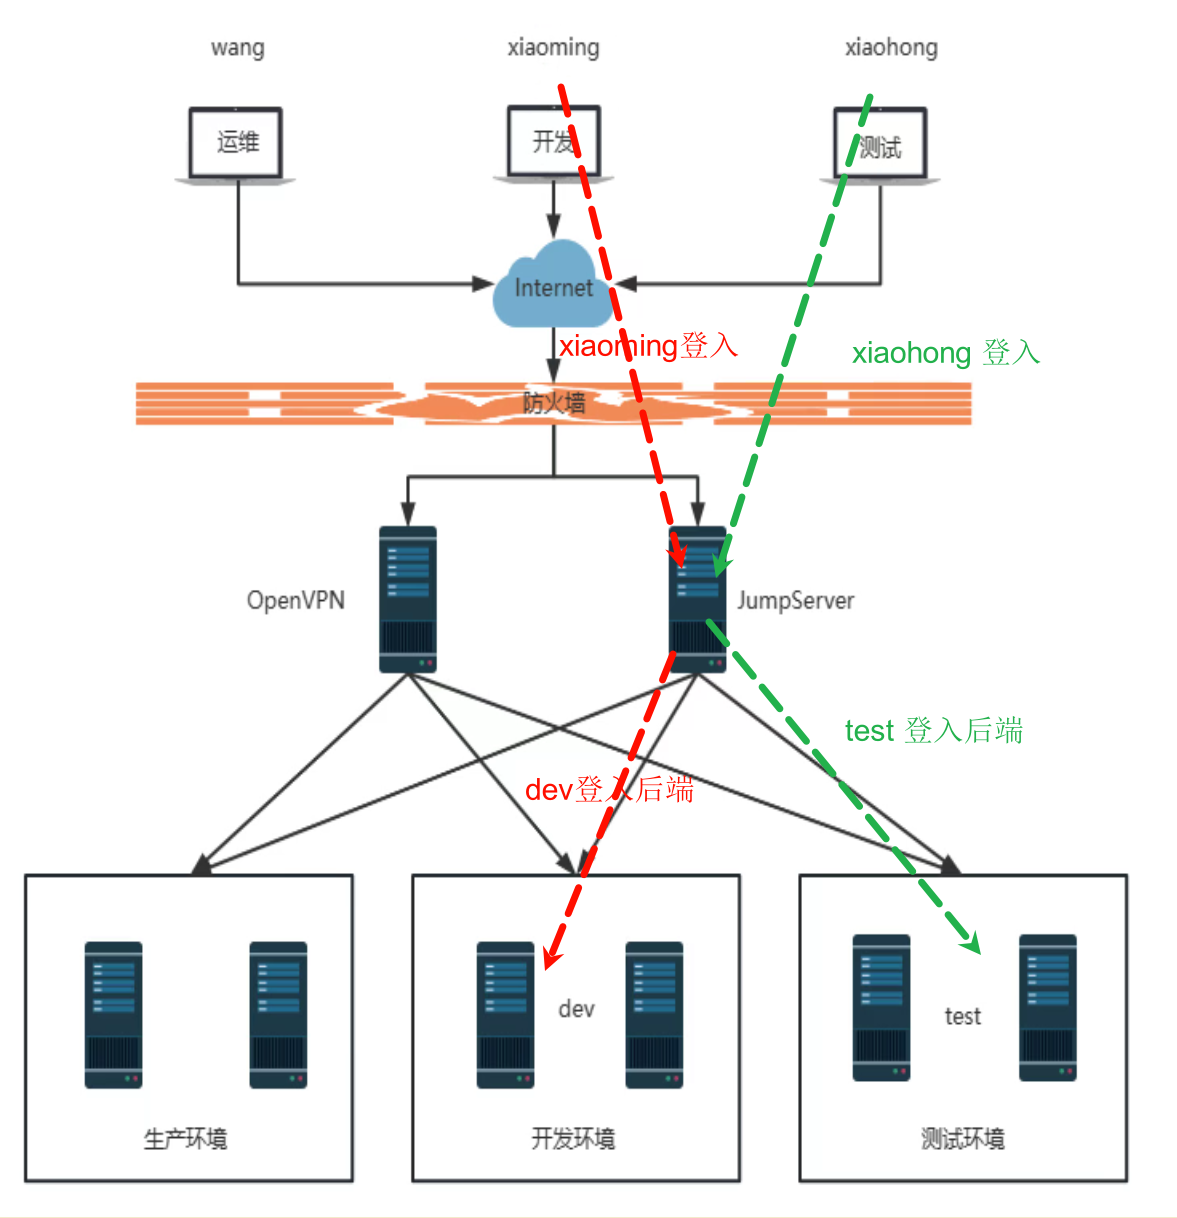 wang
xiaoming
xiaohong
运维
开发
测试
Internet
xiaoming登入
xiaohong 登入
防火墙
OpenVPN
JumpServer
test 登入后端
dev登入后端
dev
test
生产环境
开发环境
测试环境